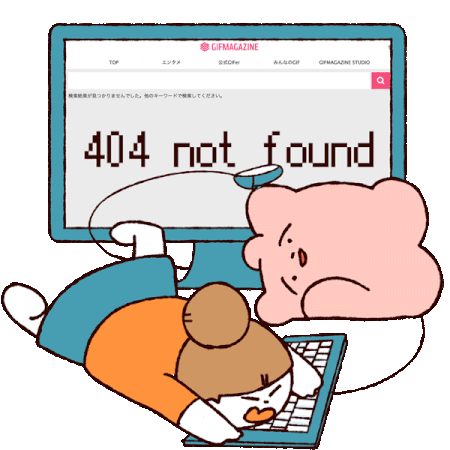 GIFMAGAZINE
TOP エンタメ 公式GIFer みんなのGIF GIFMAGAZINE STUDIO
検索結果が見つかりませんでした。他のキーワードで検索してください。
404 not found